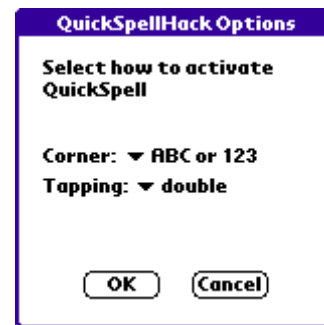 QuickSpellHack Options
Select how to activate
QuickSpell
Corner: ABC or 123
Tapping: double
OK Cancel